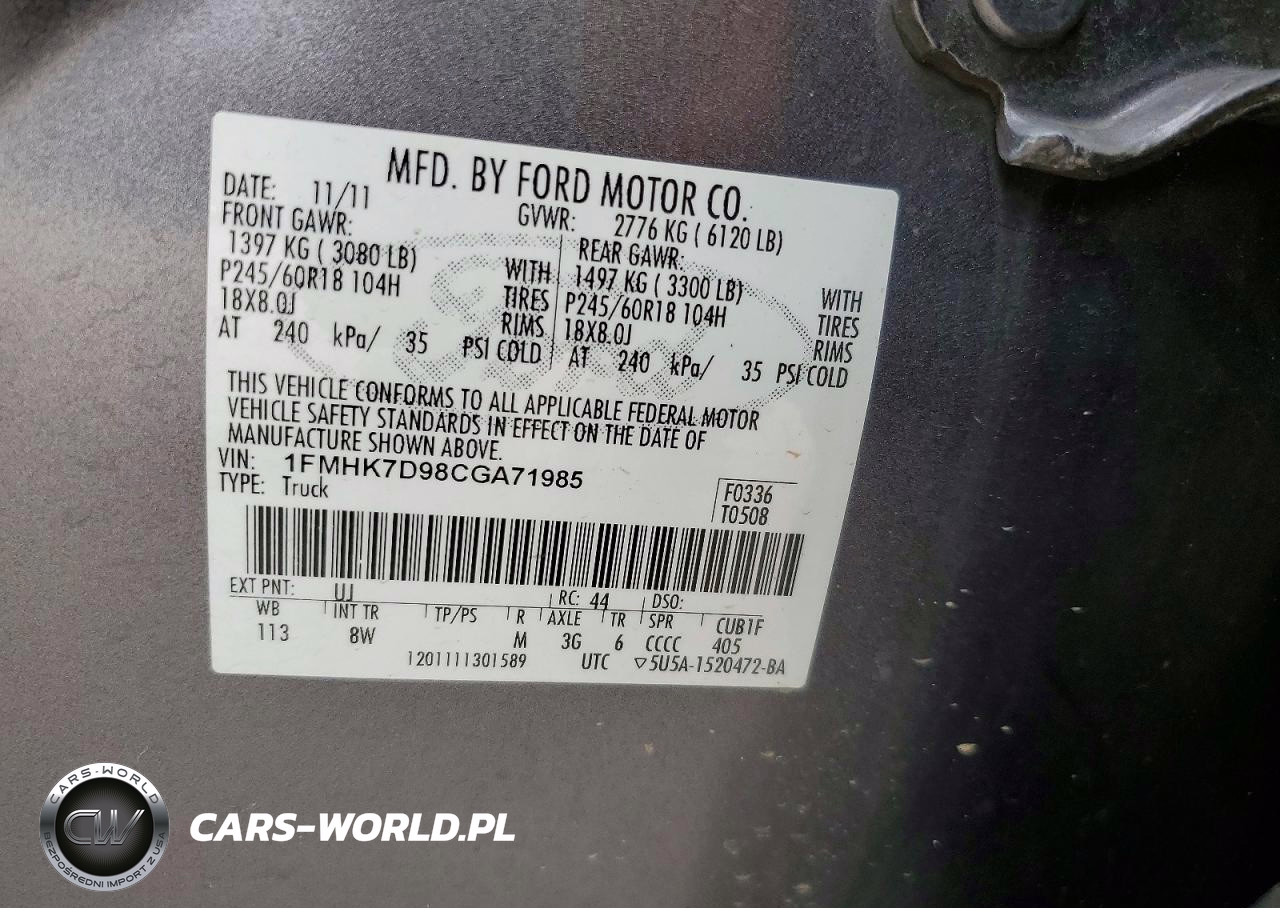 MFD. BY FORD MOTOR CO.
DATE: 11/11 GVWR: 2776 KG ( 6120 LB)
FRONT GAWR: REAR GAWR:
1397 KG ( 3080 LB) WITH 1497 KG ( 3300 LB) WITH
P245/60R18 104H TIRES P245/60R18 104H TIRES
18X8.0J RIMS 18X8.0J RIMS
AT 240 kPa/ 35 PSI COLD AT 240 kPa/ 35 PSI COLD
THIS VEHICLE CONFORMS TO ALL APPLICABLE FEDERAL MOTOR
VEHICLE SAFETY STANDARDS IN EFFECT ON THE DATE OF
MANUFACTURE SHOWN ABOVE.
VIN: 1FMHK7D98CGA71985
TYPE: Truck
F0336
T0508
EXT PNT: UJ RC: 44 DSO:
WB INT TR TP/PS R AXLE TR SPR CUB1F
113 8W M 3G 6 CCCC 405
1201111301589 UTC ▽5U5A-1520472-BA
CARS-WORLD
CW
BEZPOŚREDNI IMPORT Z USA
CARS-WORLD.PL